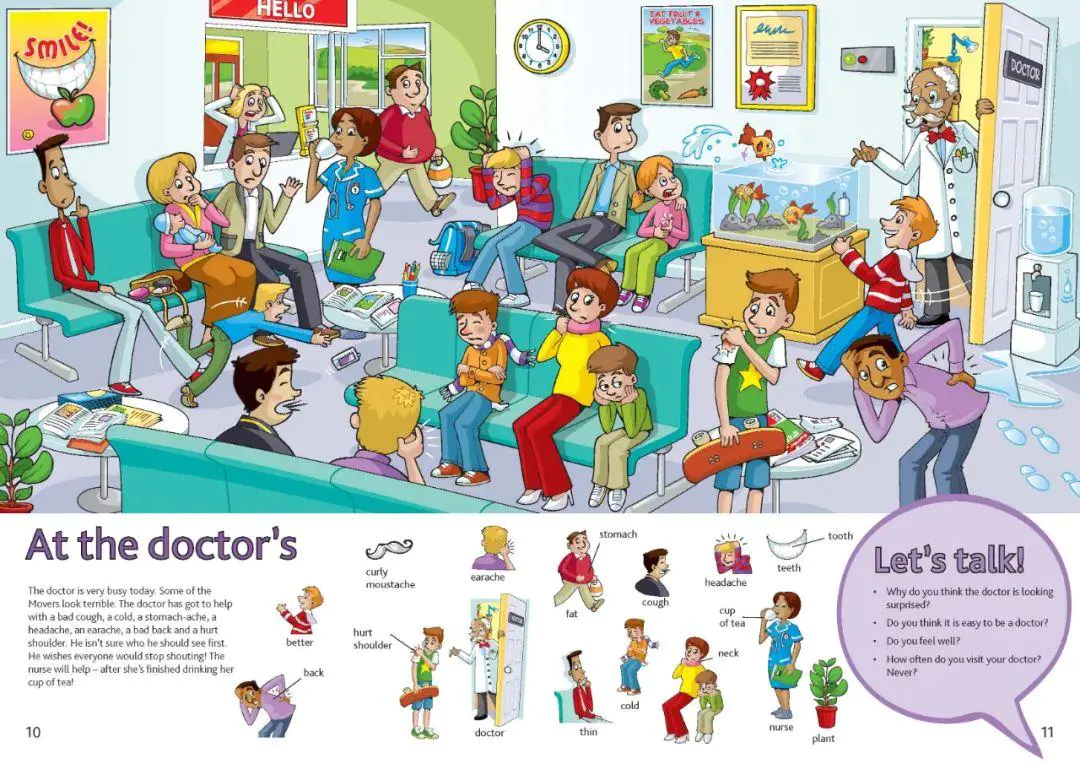 SMILE!
HELLO
EAT FRUIT &
VEGETABLES
DOCTOR
At the doctor's
The doctor is very busy today. Some of the
Movers look terrible. The doctor has got to help
with a bad cough, a cold, a stomach-ache, a
headache, an earache, a bad back and a hurt
shoulder. He isn't sure who he should see first.
He wishes everyone would stop shouting! The
nurse will help – after she's finished drinking her
cup of tea!
better
back
curly
moustache
earache
stomach
fat
cough
headache
tooth
teeth
hurt
shoulder
doctor
thin
cold
neck
cup
of tea
nurse
plant
Let's talk!
• Why do you think the doctor is looking
surprised?
• Do you think it is easy to be a doctor?
• Do you feel well?
• How often do you visit your doctor?
Never?
10
11